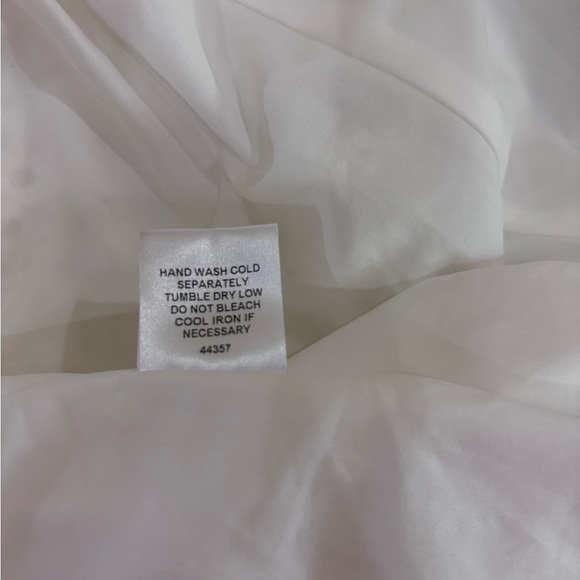 HAND WASH COLD
SEPARATELY
TUMBLE DRY LOW
DO NOT BLEACH
COOL IRON IF
NECESSARY
44357